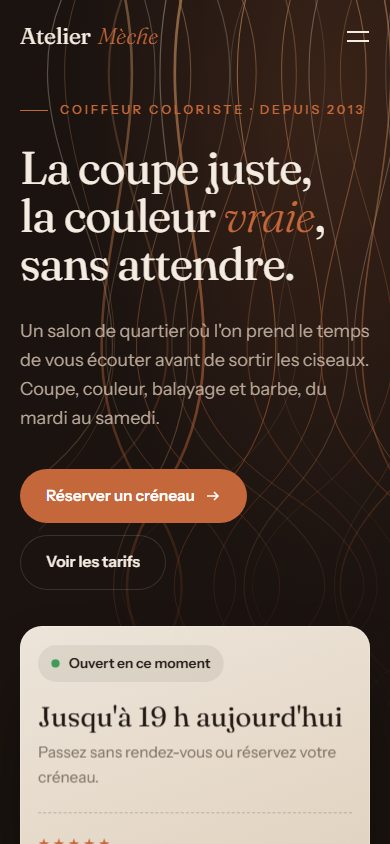 Atelier Mèche
COIFFEUR COLORISTE · DEPUIS 2013
La coupe juste,
la couleur vraie,
sans attendre.
Un salon de quartier où l'on prend le temps
de vous écouter avant de sortir les ciseaux.
Coupe, couleur, balayage et barbe, du
mardi au samedi.
Réserver un créneau →
Voir les tarifs
Ouvert en ce moment
Jusqu'à 19 h aujourd'hui
Passez sans rendez-vous ou réservez votre
créneau.